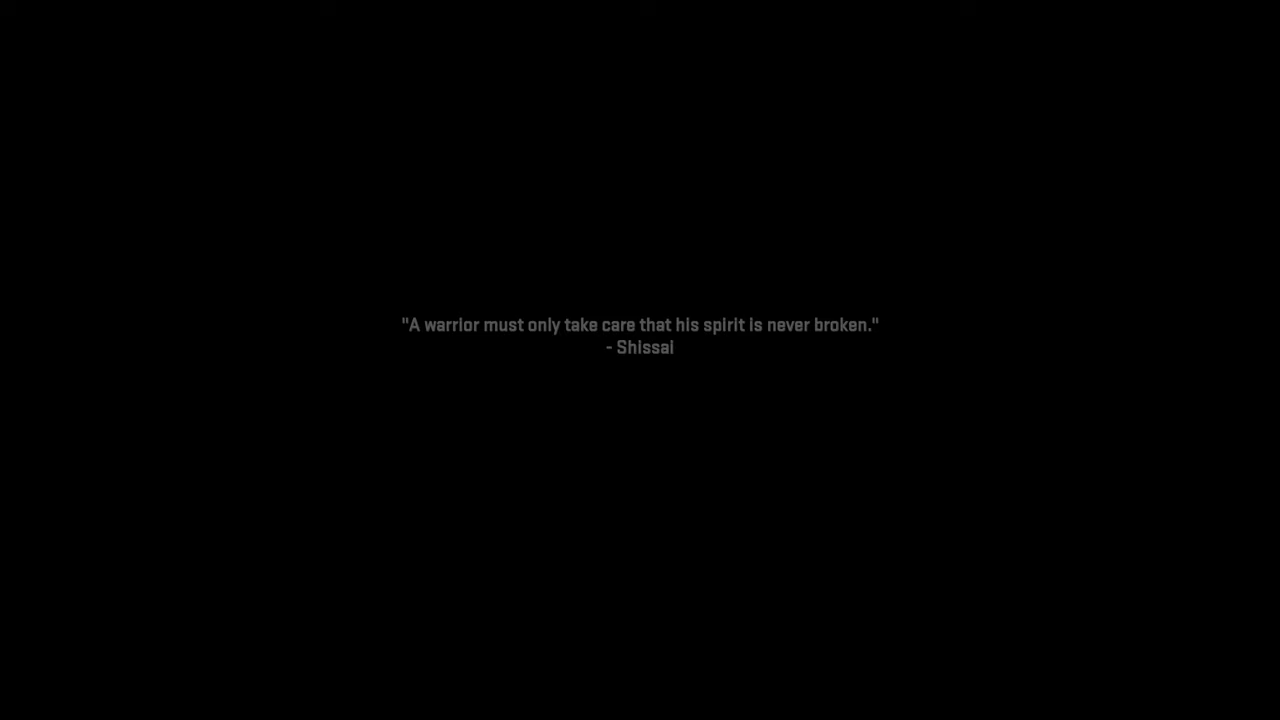 "A warrior must only take care that his spirit is never broken."
- Shissai